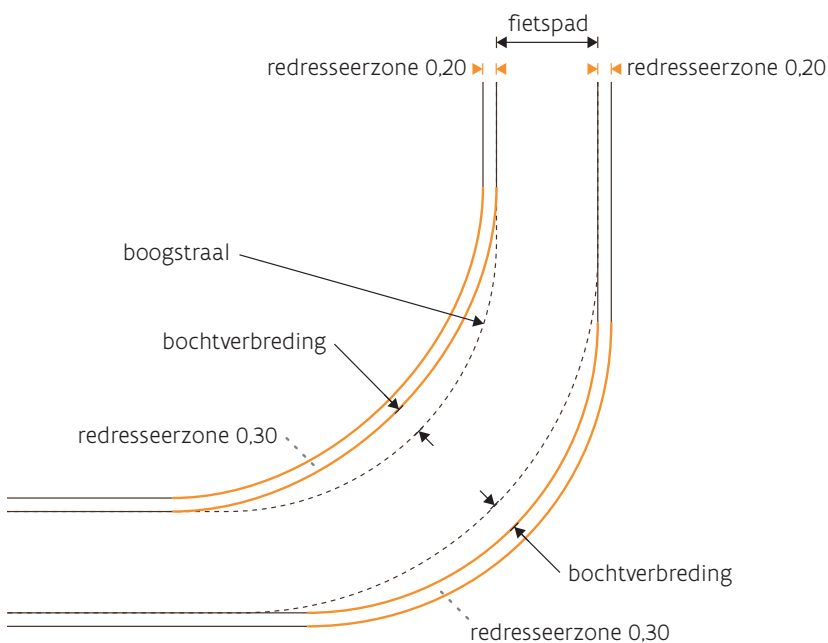 fietspad
redresseerzone 0,20
redresseerzone 0,20
boogstraal
bochtverbreding
redresseerzone 0,30
bochtverbreding
redresseerzone 0,30